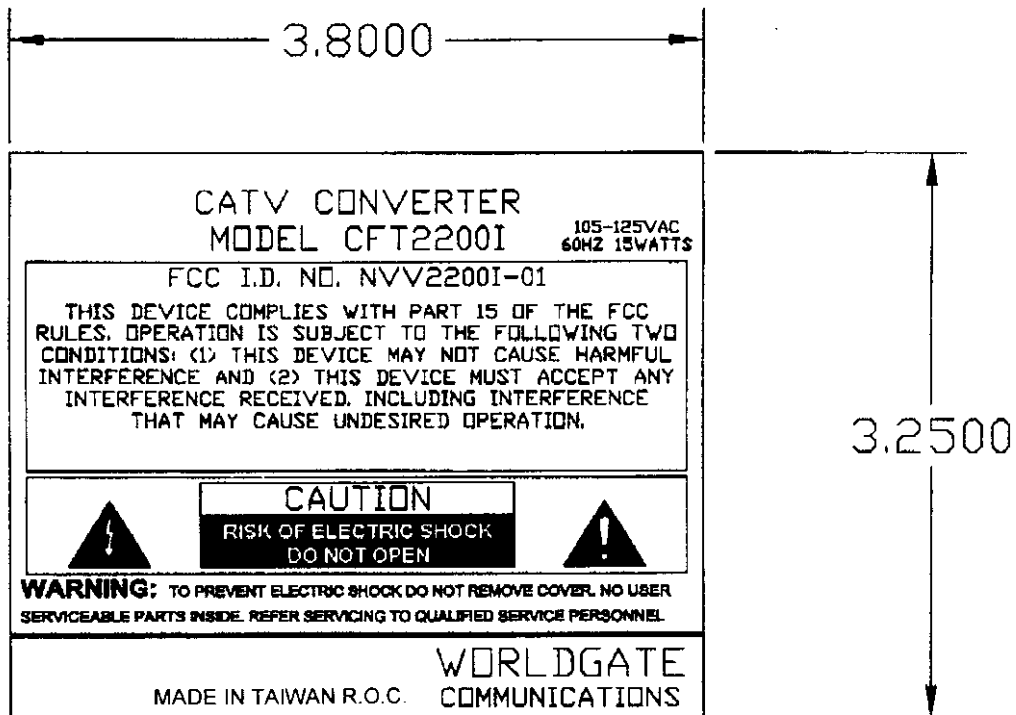 3.8000
CATV CONVERTER
MODEL CFT2200I
105-125VAC
60HZ 15WATTS
FCC I.D. NO. NVV2200I-01
THIS DEVICE COMPLIES WITH PART 15 OF THE FCC
RULES. OPERATION IS SUBJECT TO THE FOLLOWING TWO
CONDITIONS: (1) THIS DEVICE MAY NOT CAUSE HARMFUL
INTERFERENCE AND (2) THIS DEVICE MUST ACCEPT ANY
INTERFERENCE RECEIVED, INCLUDING INTERFERENCE
THAT MAY CAUSE UNDESIRED OPERATION.
3.2500
CAUTION
RISK OF ELECTRIC SHOCK
DO NOT OPEN
!
WARNING: TO PREVENT ELECTRIC SHOCK DO NOT REMOVE COVER. NO USER
SERVICEABLE PARTS INSIDE. REFER SERVICING TO QUALIFIED SERVICE PERSONNEL
WORLDGATE
MADE IN TAIWAN R.O.C. COMMUNICATIONS